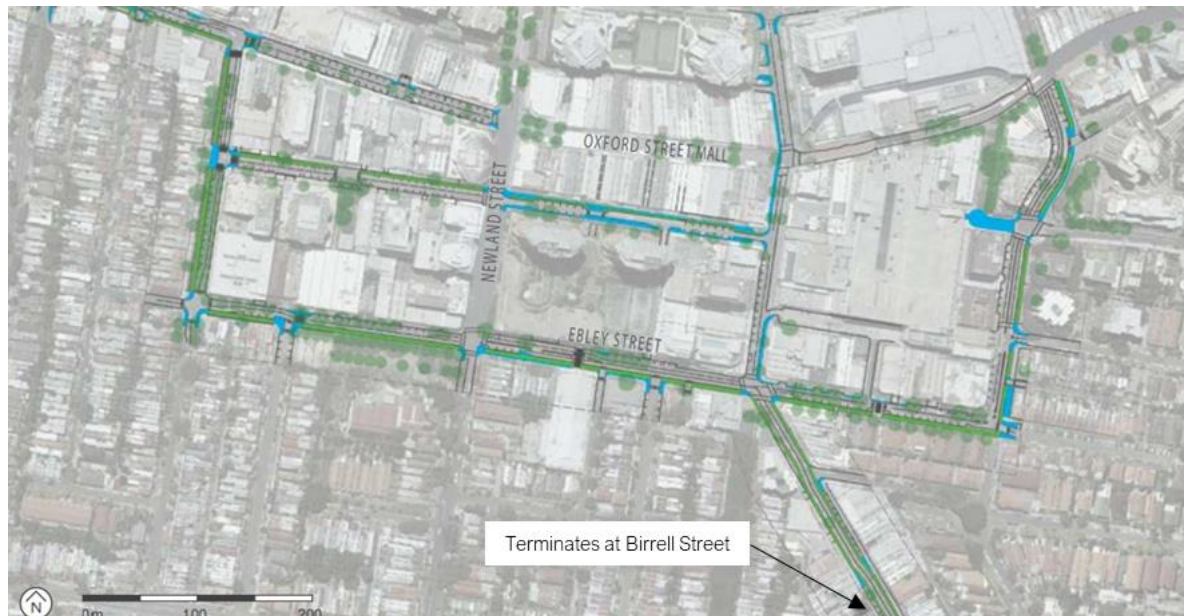 OXFORD STREET MALL
NEWLAND STREET
EBLEY STREET
Terminates at Birrell Street
N
0m 100 200